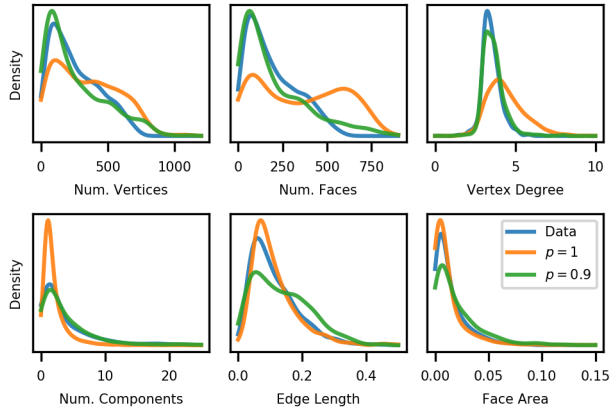 Density
0 500 1000
Num. Vertices
0 250 500 750
Num. Faces
0 5 10
Vertex Degree
Density
0 10 20
Num. Components
0.0 0.2 0.4
Edge Length
Data
p = 1
p = 0.9
0.00 0.05 0.10 0.15
Face Area